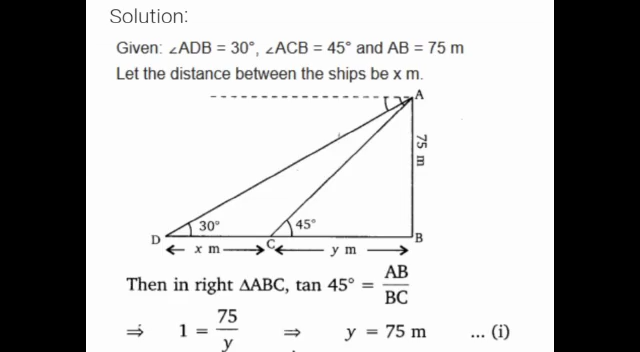 Solution:
Given: ∠ADB = 30°, ∠ACB = 45° and AB = 75 m
Let the distance between the ships be x m.
A
75 m
30°
45°
D
C
B
x m
y m
Then in right ΔABC, tan 45° = AB/BC
⇒ 1 = 75/y ⇒ y = 75 m ... (i)